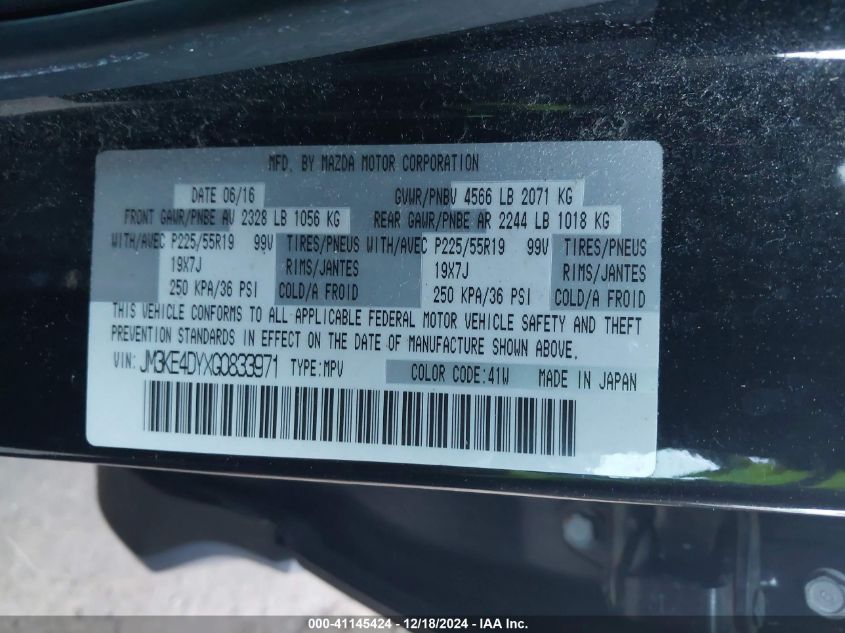 MFD. BY MAZDA MOTOR CORPORATION
DATE 06/16 GVWR/PNBV 4566 LB 2071 KG
FRONT GAWR/PNBE AV 2328 LB 1056 KG REAR GAWR/PNBE AR 2244 LB 1018 KG
WITH/AVEC P225/55R19 99V TIRES/PNEUS WITH/AVEC P225/55R19 99V TIRES/PNEUS
19X7J RIMS/JANTES 19X7J RIMS/JANTES
250 KPA/36 PSI COLD/A FROID 250 KPA/36 PSI COLD/A FROID
THIS VEHICLE CONFORMS TO ALL APPLICABLE FEDERAL MOTOR VEHICLE SAFETY AND THEFT
PREVENTION STANDARDS IN EFFECT ON THE DATE OF MANUFACTURE SHOWN ABOVE.
VIN: JM3KE4DYXG0833971 TYPE:MPV COLOR CODE:41W MADE IN JAPAN
000-41145424 - 12/18/2024 - IAA Inc.